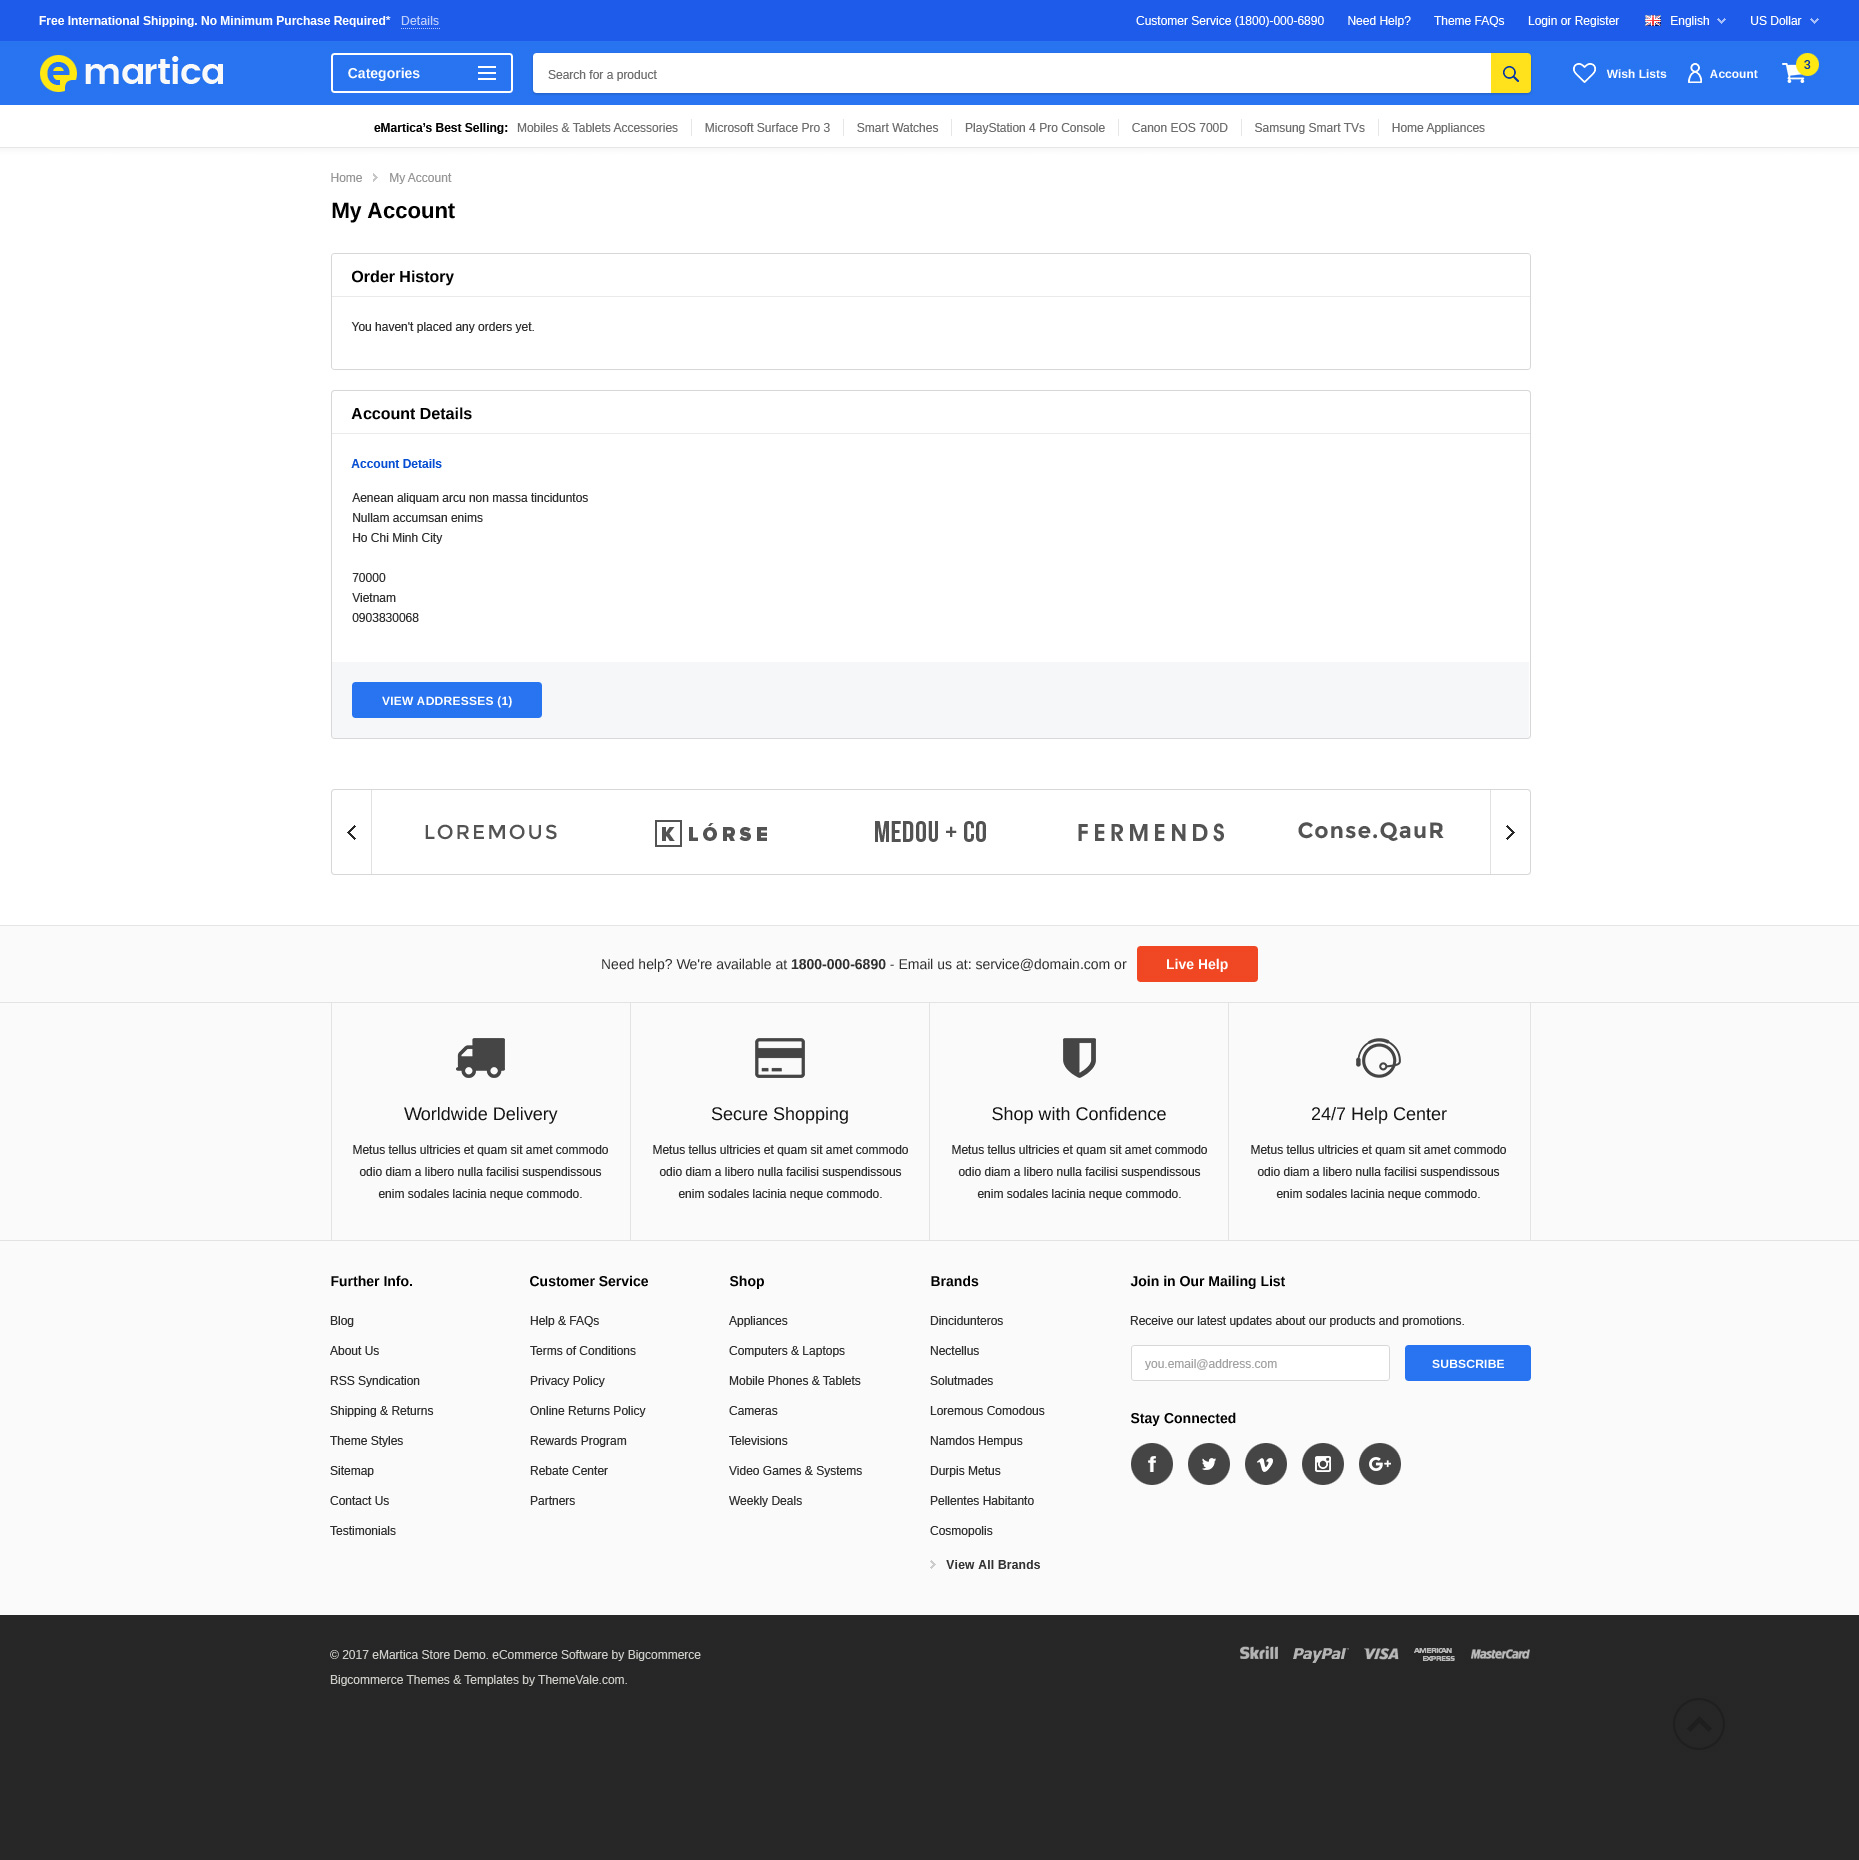 Free International Shipping. No Minimum Purchase Required* Details
Customer Service (1800)-000-6890 Need Help? Theme FAQs Login or Register English US Dollar
e martica
Categories
Search for a product
Wish Lists Account 3
eMartica's Best Selling: Mobiles & Tablets Accessories Microsoft Surface Pro 3 Smart Watches PlayStation 4 Pro Console Canon EOS 700D Samsung Smart TVs Home Appliances
Home My Account
My Account
Order History
You haven't placed any orders yet.
Account Details
Account Details
Aenean aliquam arcu non massa tinciduntos
Nullam accumsan enims
Ho Chi Minh City
70000
Vietnam
0903830068
VIEW ADDRESSES (1)
LOREMOUS K LÓRSE MEDOU + CO FERMENDS Conse.QauR
Need help? We're available at 1800-000-6890 - Email us at: service@domain.com or Live Help
Worldwide Delivery
Metus tellus ultricies et quam sit amet commodo
odio diam a libero nulla facilisi suspendissous
enim sodales lacinia neque commodo.
Secure Shopping
Metus tellus ultricies et quam sit amet commodo
odio diam a libero nulla facilisi suspendissous
enim sodales lacinia neque commodo.
Shop with Confidence
Metus tellus ultricies et quam sit amet commodo
odio diam a libero nulla facilisi suspendissous
enim sodales lacinia neque commodo.
24/7 Help Center
Metus tellus ultricies et quam sit amet commodo
odio diam a libero nulla facilisi suspendissous
enim sodales lacinia neque commodo.
Further Info.
Blog
About Us
RSS Syndication
Shipping & Returns
Theme Styles
Sitemap
Contact Us
Testimonials
Customer Service
Help & FAQs
Terms of Conditions
Privacy Policy
Online Returns Policy
Rewards Program
Rebate Center
Partners
Shop
Appliances
Computers & Laptops
Mobile Phones & Tablets
Cameras
Televisions
Video Games & Systems
Weekly Deals
Brands
Dincidunteros
Nectellus
Solutmades
Loremous Comodous
Namdos Hempus
Durpis Metus
Pellentes Habitanto
Cosmopolis
View All Brands
Join in Our Mailing List
Receive our latest updates about our products and promotions.
you.email@address.com SUBSCRIBE
Stay Connected
f G+
© 2017 eMartica Store Demo. eCommerce Software by Bigcommerce
Bigcommerce Themes & Templates by ThemeVale.com.
Skrill PayPal VISA AMERICAN EXPRESS MasterCard